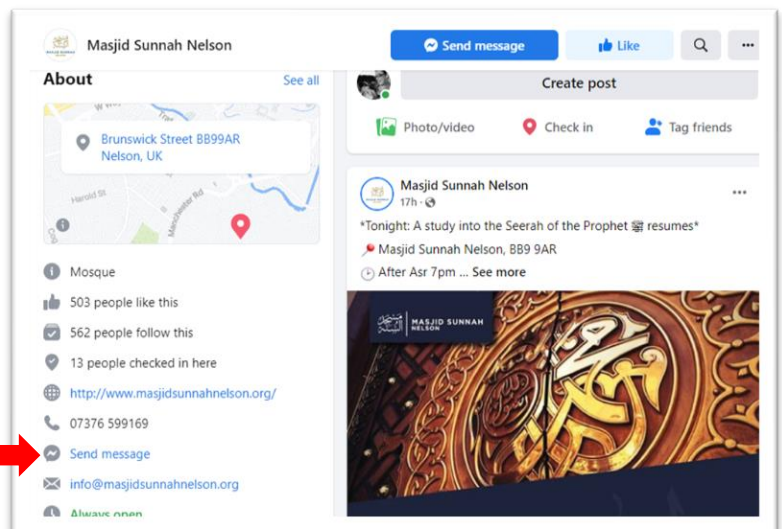 Masjid Sunnah Nelson
Send message
Like
About
See all
Brunswick Street BB99AR
Nelson, UK
Harold St
Manchester Rd
Mosque
503 people like this
562 people follow this
13 people checked in here
http://www.masjidsunnahnelson.org/
07376 599169
Send message
info@masjidsunnahnelson.org
Always open
Create post
Photo/video
Check in
Tag friends
Masjid Sunnah Nelson
17h
*Tonight: A study into the Seerah of the Prophet ﷺ resumes*
Masjid Sunnah Nelson, BB9 9AR
After Asr 7pm ... See more
مسجد السنة
MASJID SUNNAH
NELSON